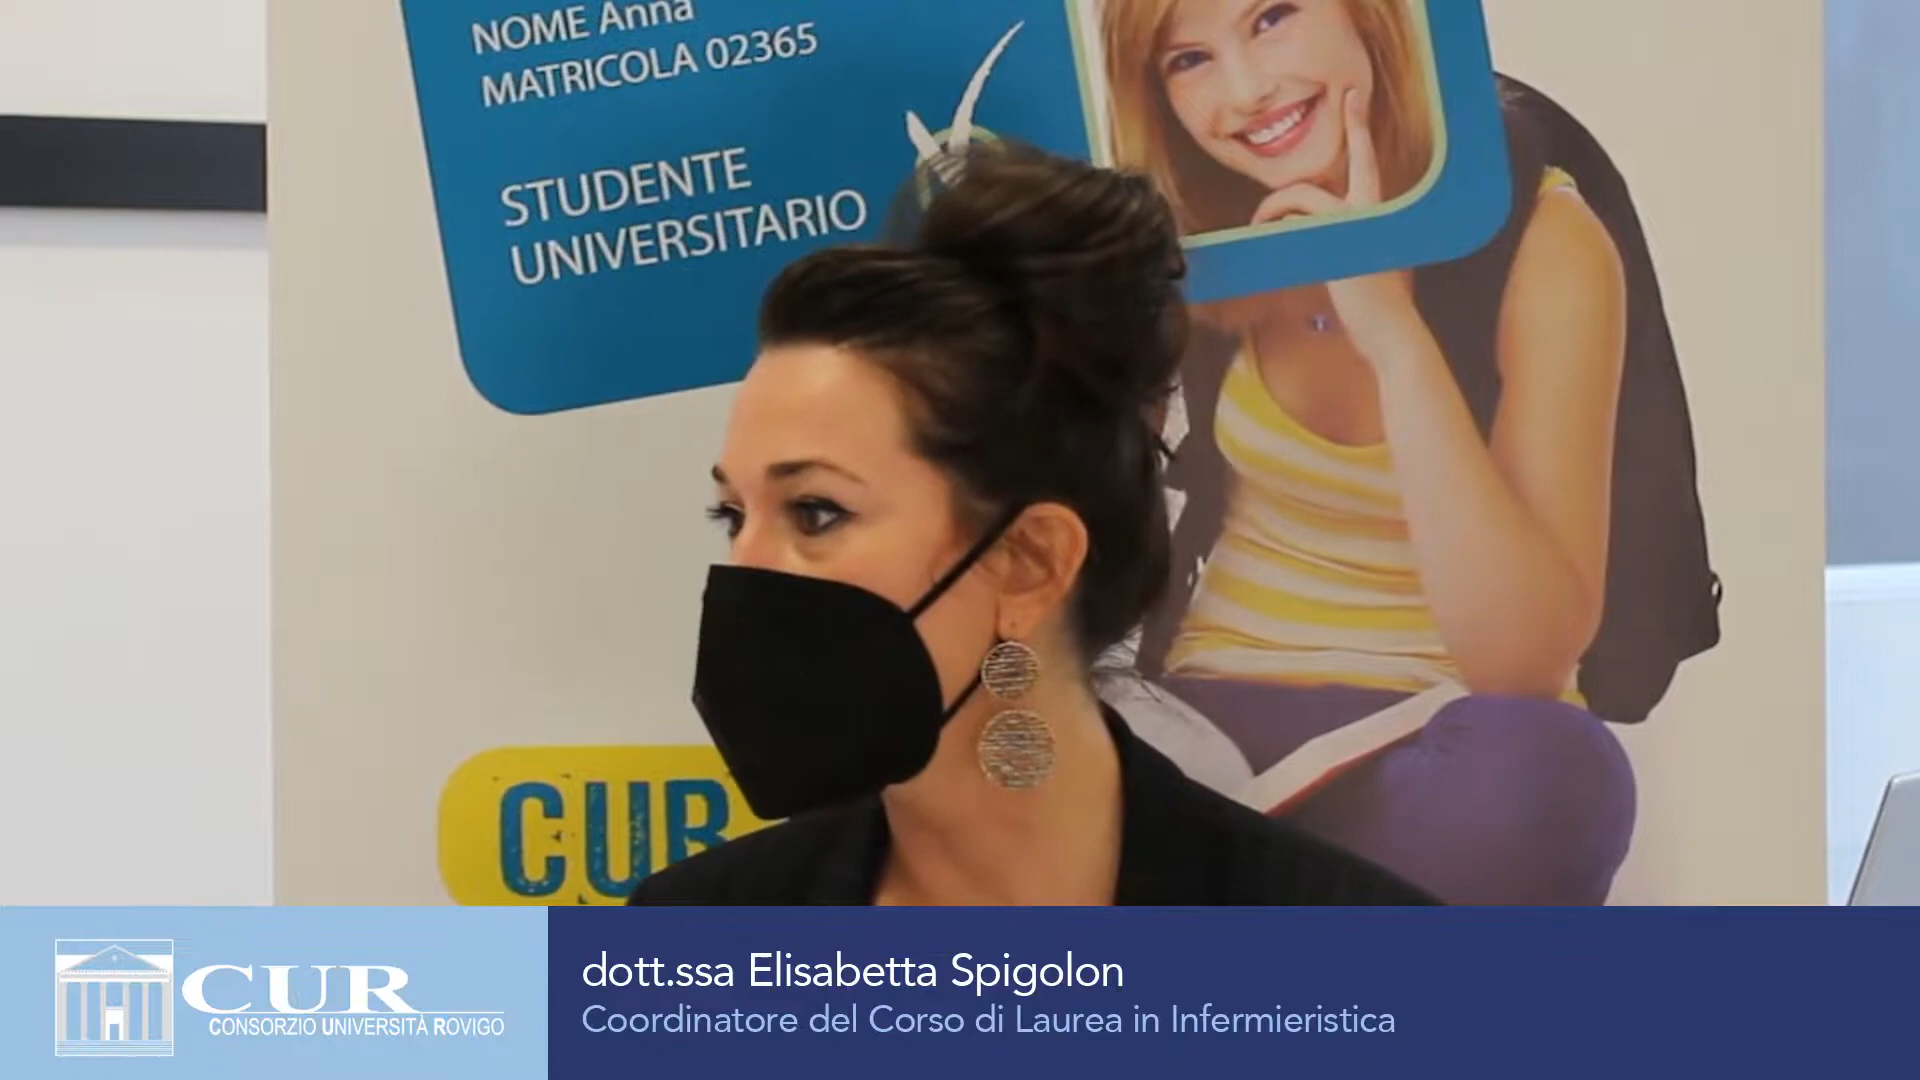 NOME Anna
MATRICOLA 02365
STUDENTE
UNIVERSITARIO
CUR
CUR
CONSORZIO UNIVERSITÀ ROVIGO
dott.ssa Elisabetta Spigolon
Coordinatore del Corso di Laurea in Infermieristica